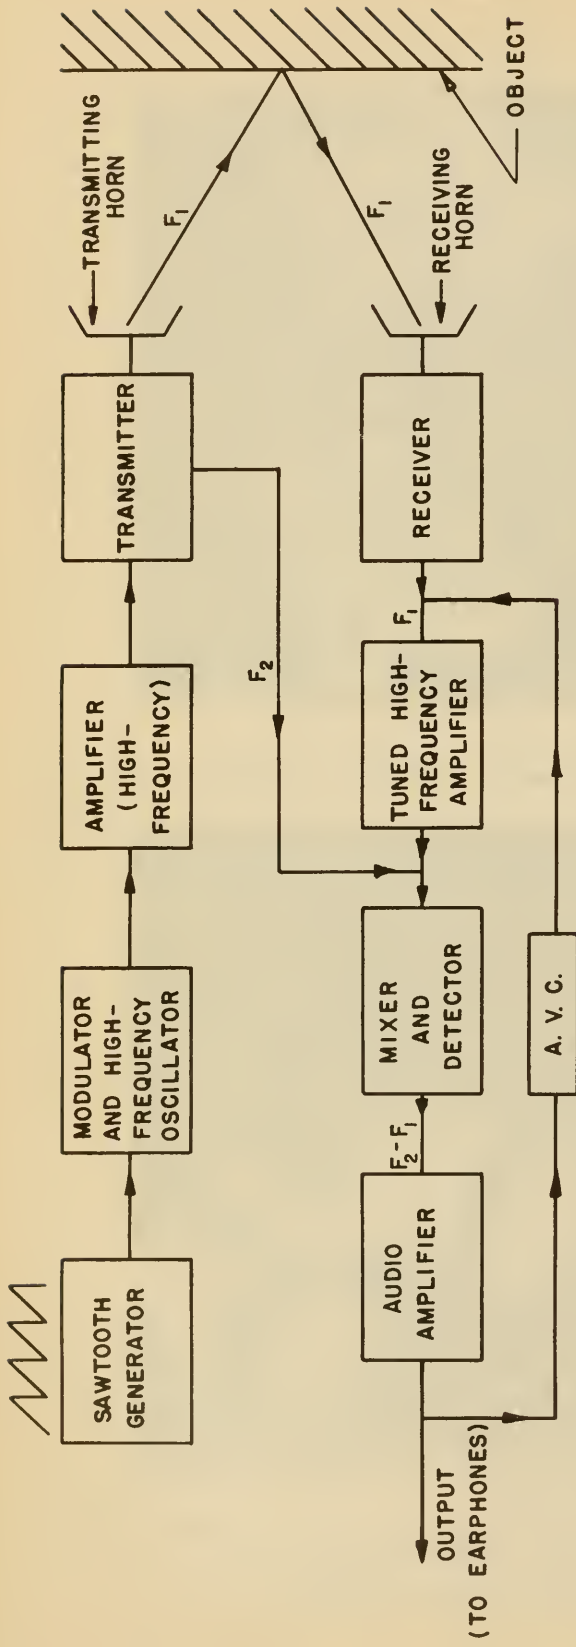 SAWTOOTH
GENERATOR
MODULATOR
AND HIGH-
FREQUENCY
OSCILLATOR
AMPLIFIER
(HIGH-
FREQUENCY)
TRANSMITTER
TRANSMITTING
HORN
F1
F2
F1
OBJECT
RECEIVING
HORN
RECEIVER
F1
TUNED HIGH-
FREQUENCY
AMPLIFIER
MIXER
AND
DETECTOR
F2-F1
AUDIO
AMPLIFIER
OUTPUT
(TO EARPHONES)
A. V. C.